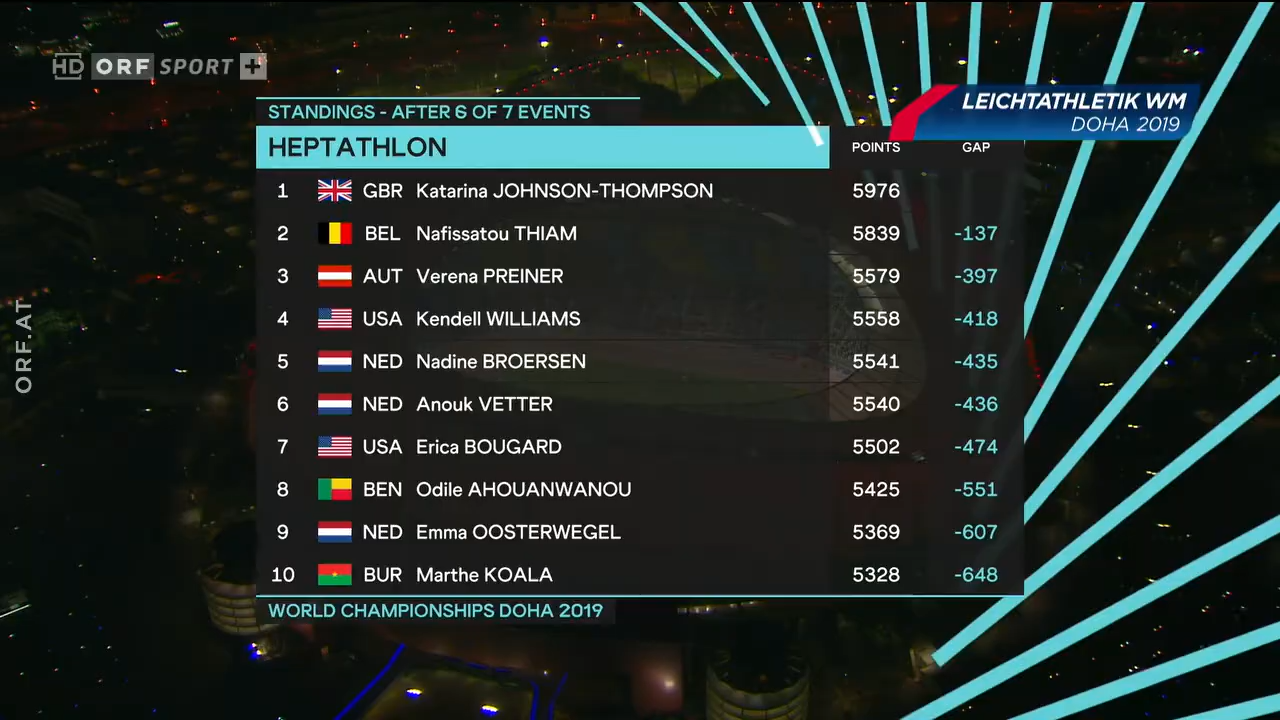 HD ORF SPORT +
LEICHTATHLETIK WM
DOHA 2019
STANDINGS - AFTER 6 OF 7 EVENTS
HEPTATHLON POINTS GAP
1 GBR Katarina JOHNSON-THOMPSON 5976
2 BEL Nafissatou THIAM 5839 -137
3 AUT Verena PREINER 5579 -397
4 USA Kendell WILLIAMS 5558 -418
5 NED Nadine BROERSEN 5541 -435
6 NED Anouk VETTER 5540 -436
7 USA Erica BOUGARD 5502 -474
8 BEN Odile AHOUANWANOU 5425 -551
9 NED Emma OOSTERWEGEL 5369 -607
10 BUR Marthe KOALA 5328 -648
WORLD CHAMPIONSHIPS DOHA 2019
ORF.AT